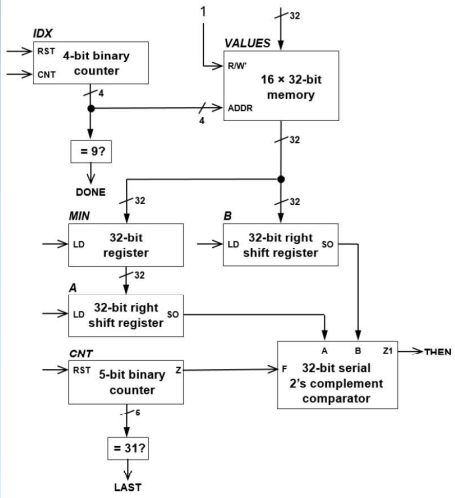 1
32
IDX
VALUES
RST
CNT
4-bit binary
counter
R/W'
16 × 32-bit
memory
ADDR
4
4
= 9?
DONE
32
32
32
MIN
B
LD
32-bit
register
LD
32-bit right
shift register
SO
32
A
LD
32-bit right
shift register
SO
CNT
RST
5-bit binary
counter
Z
A
B
Z1
THEN
F
32-bit serial
2's complement
comparator
5
= 31?
LAST